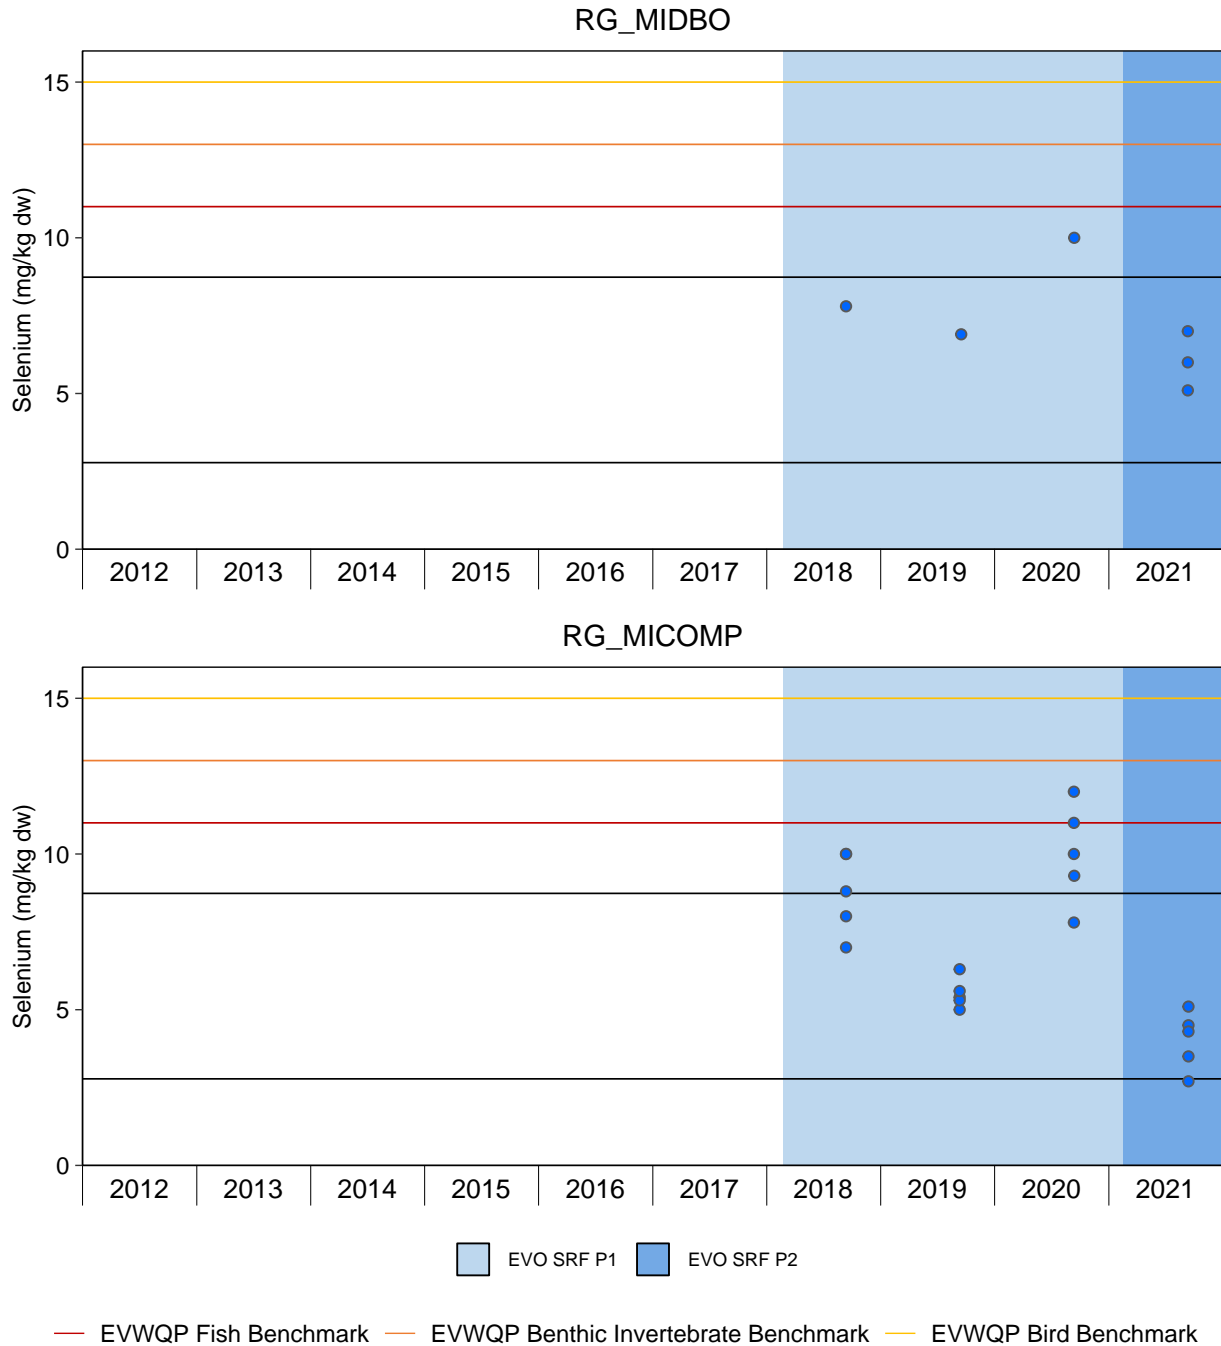 RG_MIDBO
15
10
5
0
Selenium (mg/kg dw)
2012 2013 2014 2015 2016 2017 2018 2019 2020 2021
RG_MICOMP
15
10
5
0
Selenium (mg/kg dw)
2012 2013 2014 2015 2016 2017 2018 2019 2020 2021
EVO SRF P1 EVO SRF P2
EVWQP Fish Benchmark EVWQP Benthic Invertebrate Benchmark EVWQP Bird Benchmark